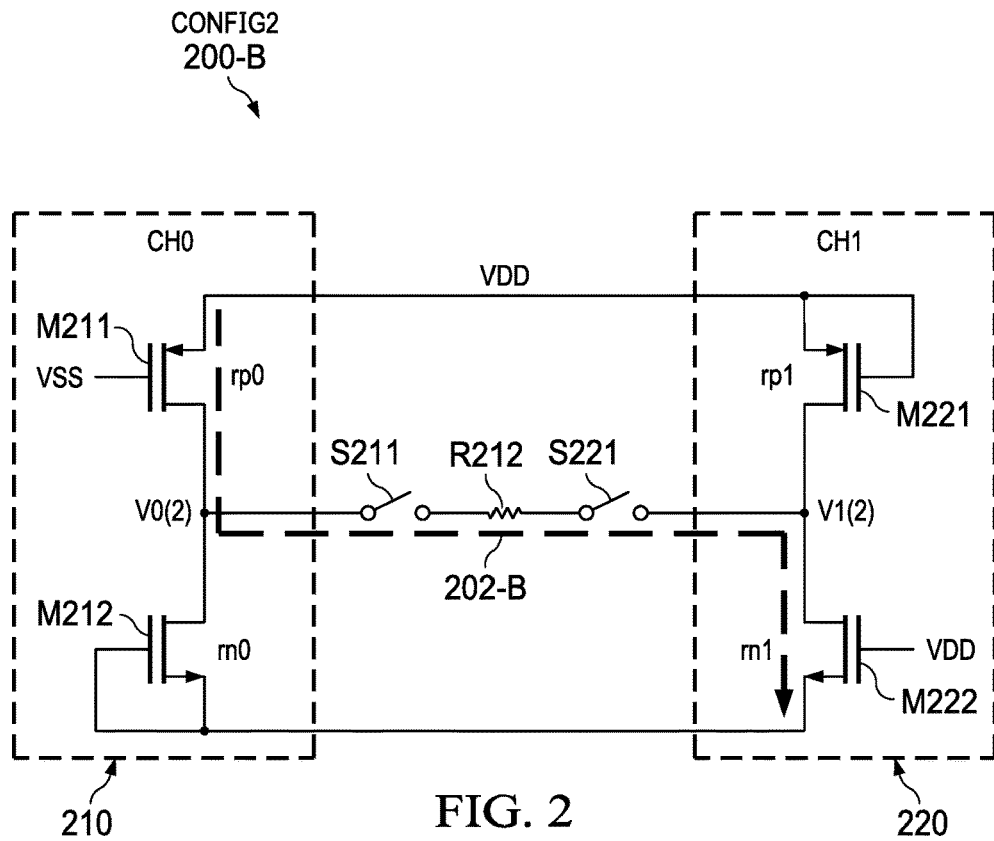 CONFIG2
200-B
CH0
CH1
VDD
M211
VSS
rp0
rp1
M221
S211
R212
S221
V0(2)
V1(2)
202-B
M212
rn0
rn1
VDD
M222
210
FIG. 2
220